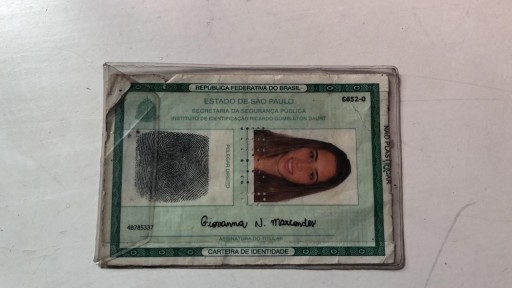 REPÚBLICA FEDERATIVA DO BRASIL
ESTADO DE SÃO PAULO
6652-0
SECRETARIA DA SEGURANÇA PÚBLICA
INSTITUTO DE IDENTIFICAÇÃO RICARDO GUMBLETON DAUNT
NÃO PLASTIFICAR
POLEGAR DIREITO
Giovanna N. Marcondes
ASSINATURA DO TITULAR
CARTEIRA DE IDENTIDADE